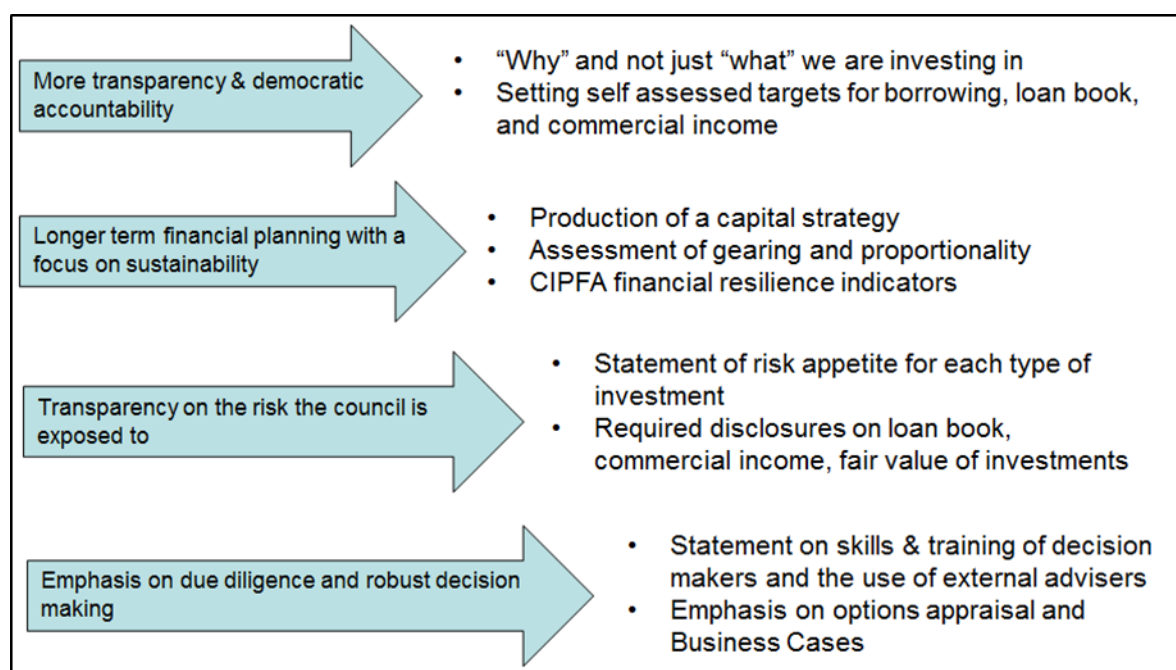 More transparency & democratic
accountability
• “Why” and not just “what” we are investing in
• Setting self assessed targets for borrowing, loan book,
and commercial income
Longer term financial planning with a
focus on sustainability
• Production of a capital strategy
• Assessment of gearing and proportionality
• CIPFA financial resilience indicators
Transparency on the risk the council is
exposed to
• Statement of risk appetite for each type of
investment
• Required disclosures on loan book,
commercial income, fair value of investments
Emphasis on due diligence and robust decision
making
• Statement on skills & training of decision
makers and the use of external advisers
• Emphasis on options appraisal and
Business Cases